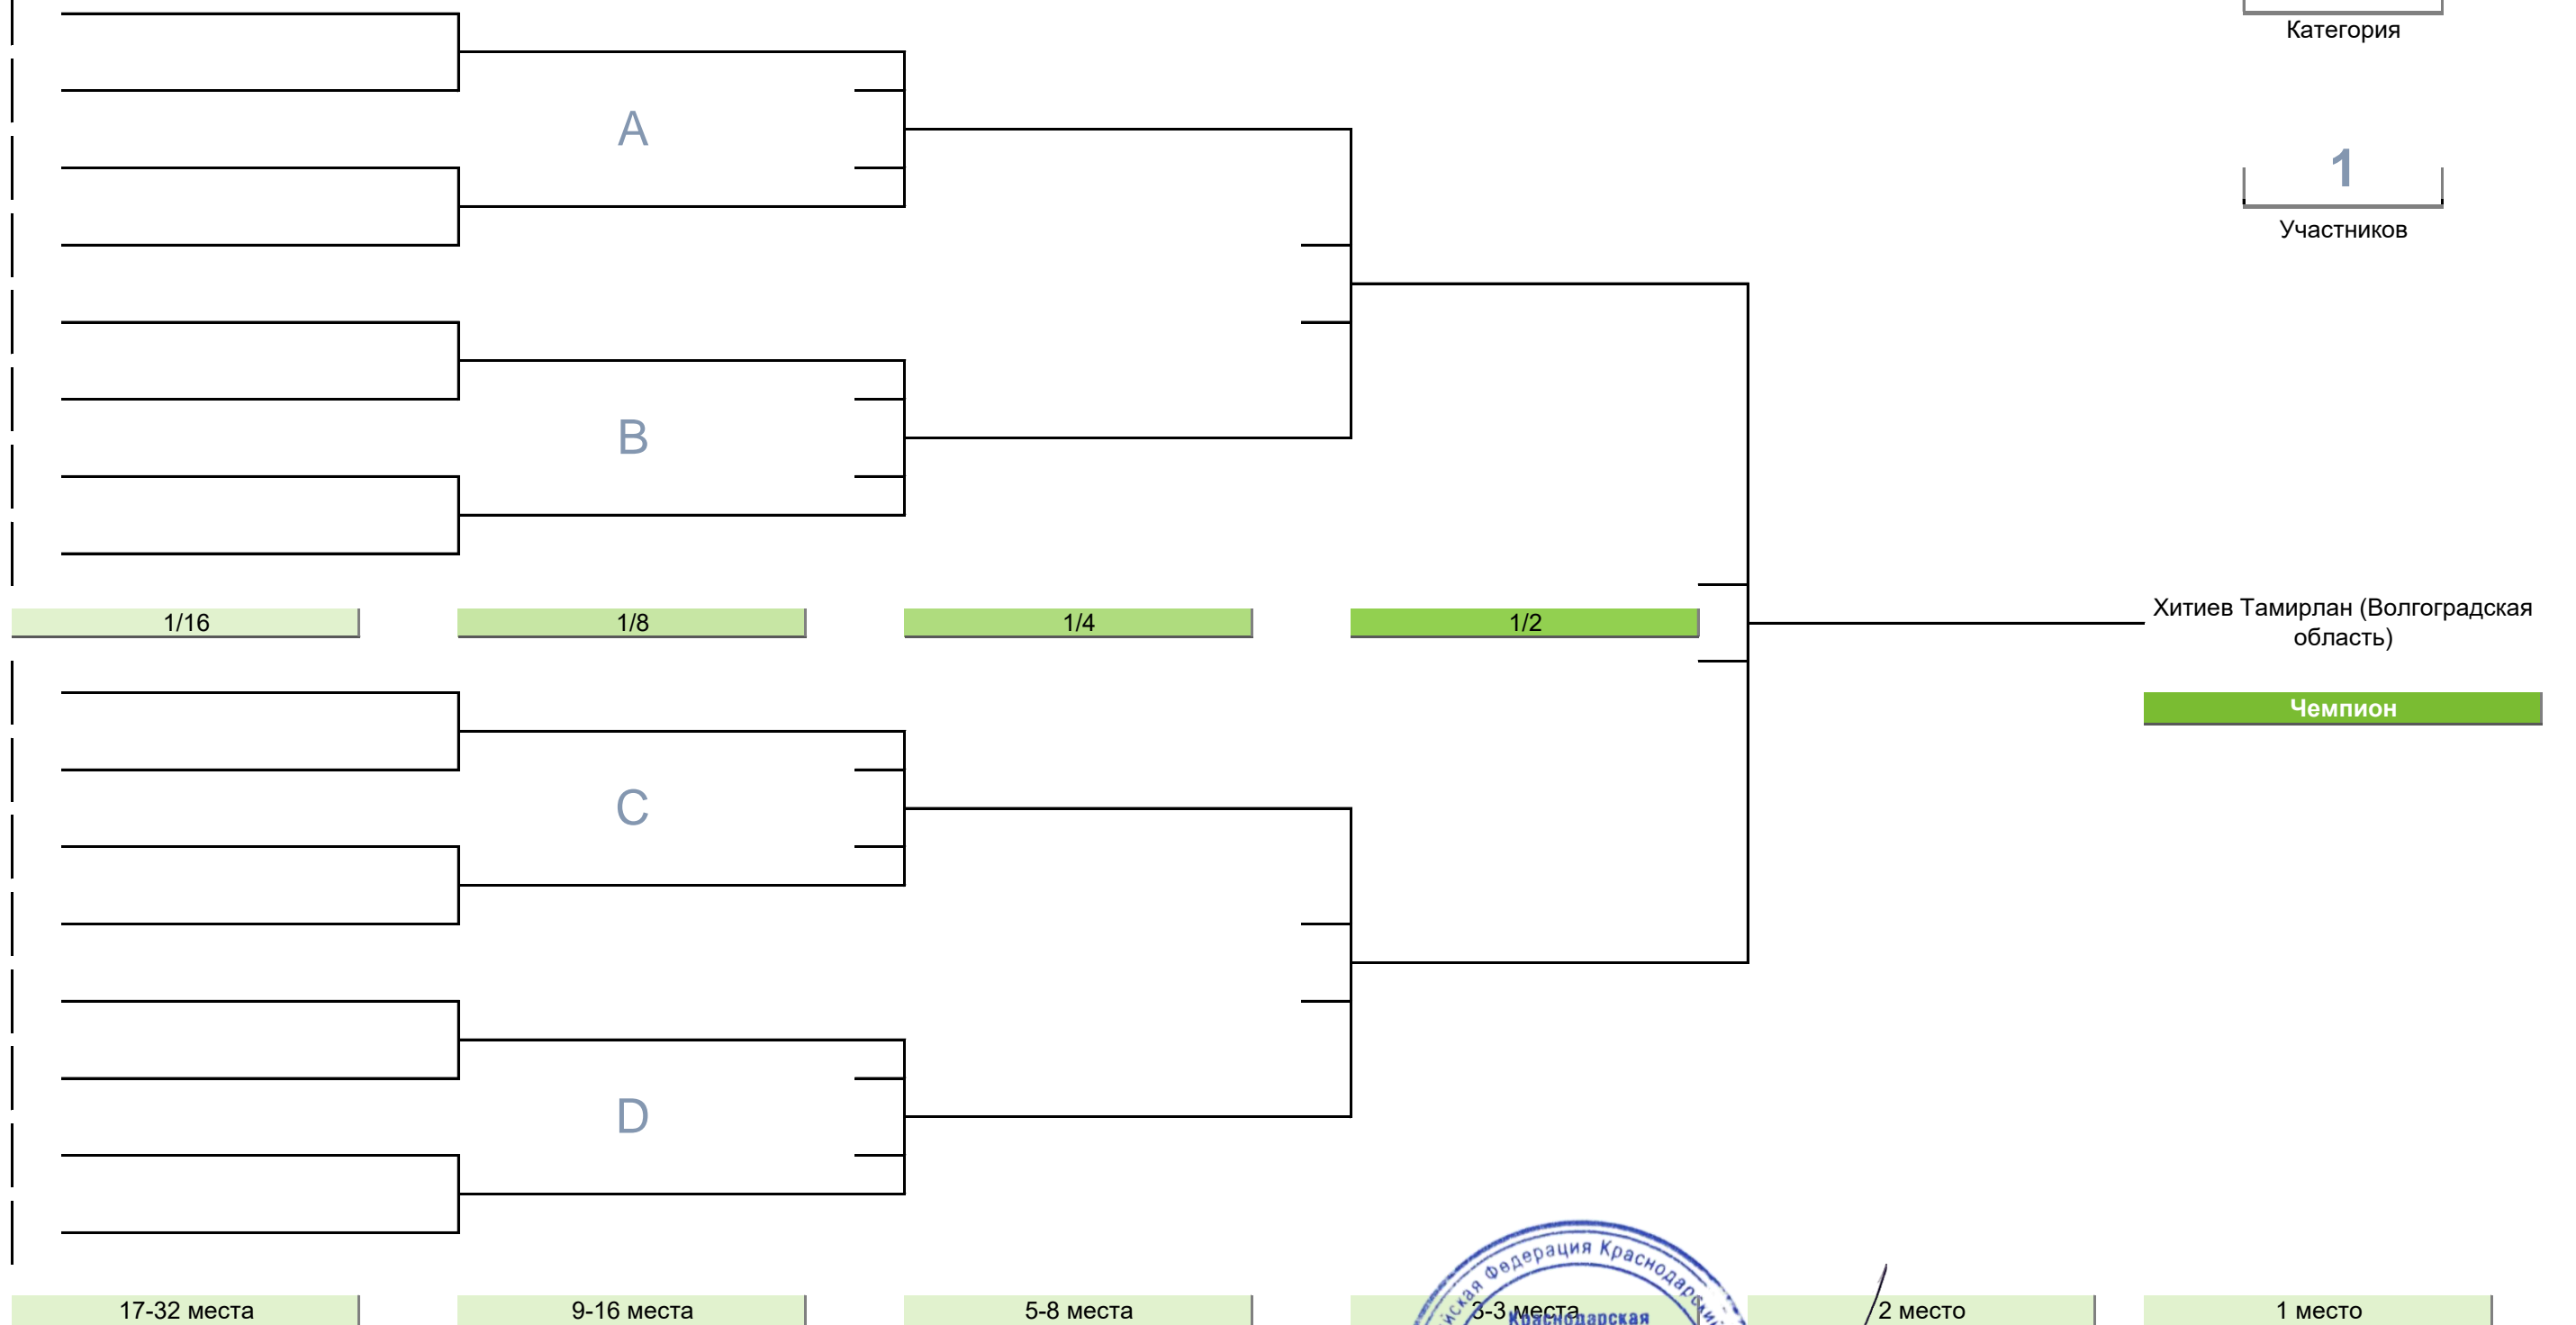 Категория
A
1
Участников
B
1/16
1/8
1/4
1/2
Хитиев Тамирлан (Волгоградская
область)
Чемпион
C
D
Федерация Краснодарский
Краснодарская
17-32 места
9-16 места
5-8 места
3-3 места
2 место
1 место